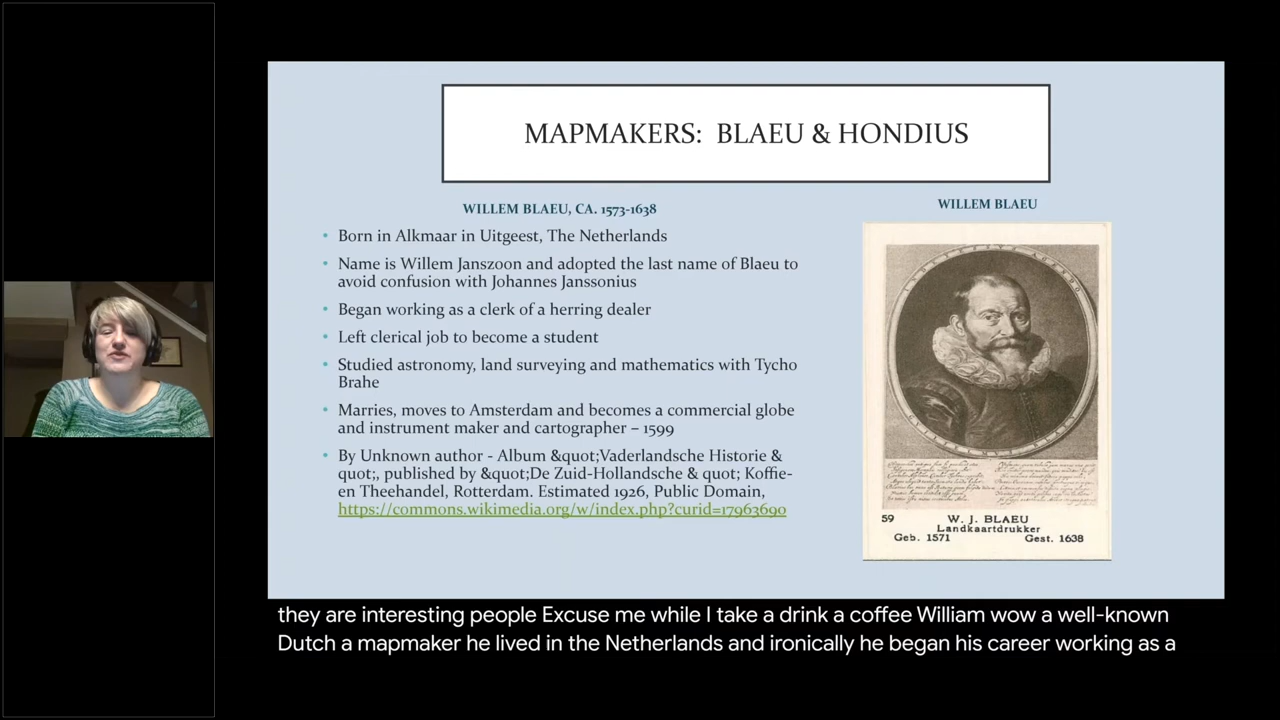 MAPMAKERS: BLAEU & HONDIUS
WILLEM BLAEU, CA. 1573-1638
• Born in Alkmaar in Uitgeest, The Netherlands
• Name is Willem Janszoon and adopted the last name of Blaeu to
avoid confusion with Johannes Janssonius
• Began working as a clerk of a herring dealer
• Left clerical job to become a student
• Studied astronomy, land surveying and mathematics with Tycho
Brahe
• Marries, moves to Amsterdam and becomes a commercial globe
and instrument maker and cartographer – 1599
• By Unknown author - Album &quot;Vaderlandsche Historie &
quot;, published by &quot;De Zuid-Hollandsche & quot; Koffie-
en Theehandel, Rotterdam. Estimated 1926, Public Domain,
https://commons.wikimedia.org/w/index.php?curid=17963690
WILLEM BLAEU
59 W. J. BLAEU
Landkaartdrukker
Geb. 1571 Gest. 1638
they are interesting people Excuse me while I take a drink a coffee William wow a well-known
Dutch a mapmaker he lived in the Netherlands and ironically he began his career working as a